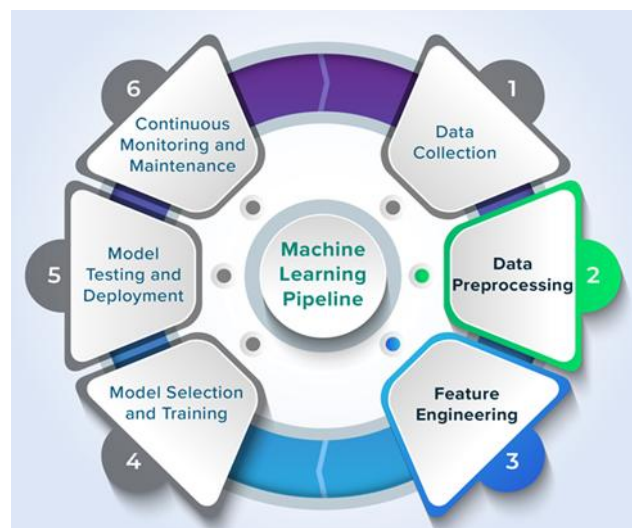 Machine
Learning
Pipeline
1
Data
Collection
2
Data
Preprocessing
3
Feature
Engineering
4
Model Selection
and Training
5
Model
Testing and
Deployment
6
Continuous
Monitoring and
Maintenance